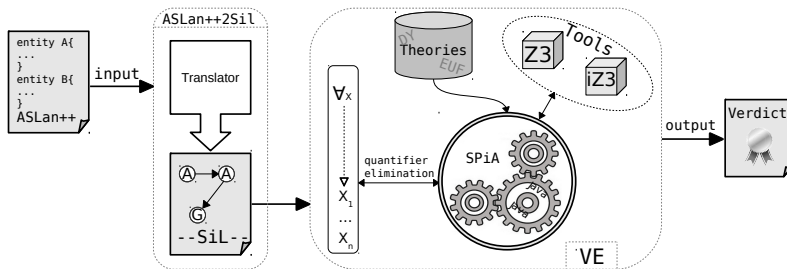 entity A{
...
}
entity B{
...
}
ASLan++
input
ASLan++2Sil
Translator
A
A
G
--SiL--
∀x
X1
...
Xn
quantifier
elimination
DY
Theories
EUF
Tools
Z3
iZ3
SPiA
java
java
VE
output
Verdict